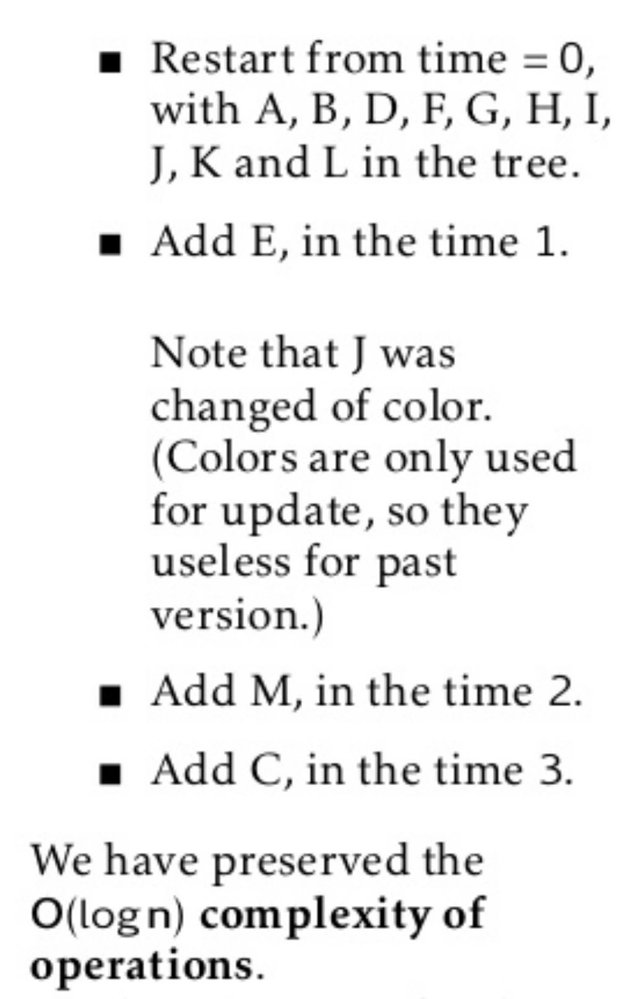 ▪ Restart from time = 0,
with A, B, D, F, G, H, I,
J, K and L in the tree.
▪ Add E, in the time 1.
Note that J was
changed of color.
(Colors are only used
for update, so they
useless for past
version.)
▪ Add M, in the time 2.
▪ Add C, in the time 3.
We have preserved the
O(log n) complexity of
operations.